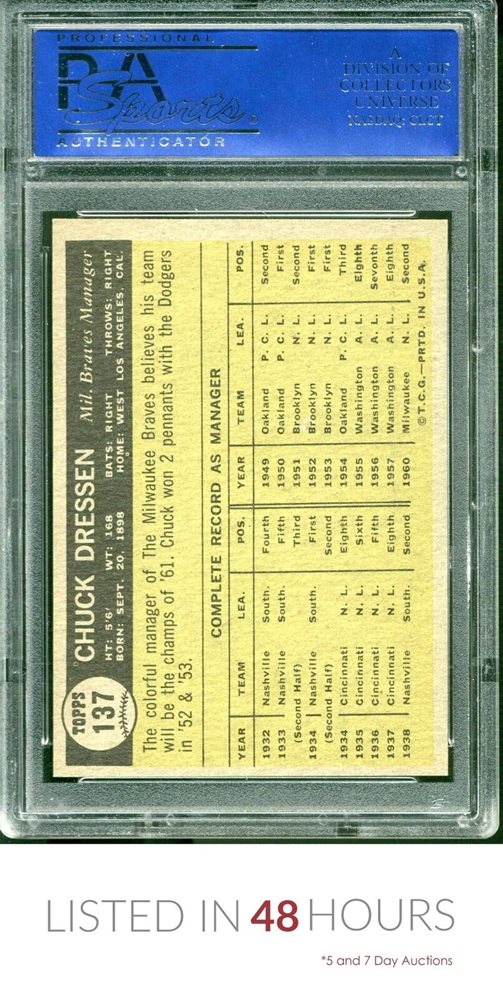 PROFESSIONAL
PSA
Sports®
AUTHENTICATOR
A
DIVISION OF
COLLECTORS
UNIVERSE
NASDAQ: CLCT
TOPPS
137
CHUCK DRESSEN Mil. Braves Manager
HT: 5'6' WT: 168 BATS: RIGHT THROWS: RIGHT
BORN: SEPT. 20, 1898 HOME: WEST LOS ANGELES, CAL.
The colorful manager of The Milwaukee Braves believes his team
will be the champs of '61. Chuck won 2 pennants with the Dodgers
in '52 & '53.
COMPLETE RECORD AS MANAGER
YEAR TEAM LEA. POS. YEAR TEAM LEA. POS.
1932 Nashville South. Fourth 1949 Oakland P. C. L. Second
1933 Nashville South. Fifth 1950 Oakland P. C. L. First
(Second Half) Third 1951 Brooklyn N. L. Second
1934 Nashville South. First 1952 Brooklyn N. L. First
(Second Half) Second 1953 Brooklyn N. L. First
1934 Cincinnati N. L. Eighth 1954 Oakland P. C. L. Third
1935 Cincinnati N. L. Sixth 1955 Washington A. L. Eighth
1936 Cincinnati N. L. Fifth 1956 Washington A. L. Seventh
1937 Cincinnati N. L. Eighth 1957 Washington A. L. Eighth
1938 Nashville South. Second 1960 Milwaukee N. L. Second
©T.C.G.—PRTD. IN U.S.A.
LISTED IN 48 HOURS
*5 and 7 Day Auctions